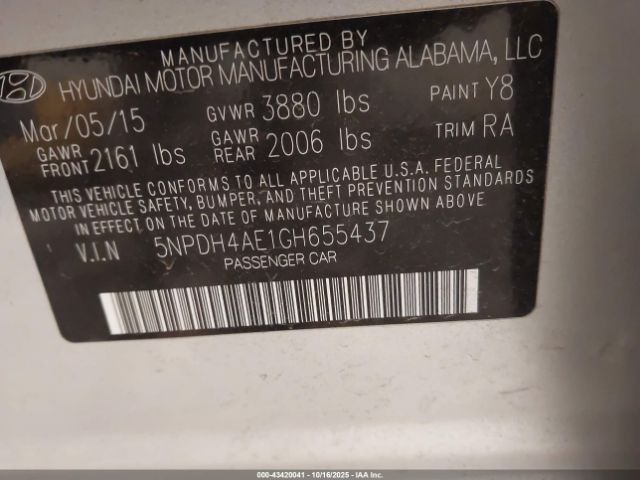 MANUFACTURED BY
HYUNDAI MOTOR MANUFACTURING ALABAMA, LLC
Mar/05/15 GVWR 3880 lbs PAINT Y8
GAWR FRONT 2161 lbs GAWR REAR 2006 lbs TRIM RA
THIS VEHICLE CONFORMS TO ALL APPLICABLE U.S.A. FEDERAL
MOTOR VEHICLE SAFETY, BUMPER, AND THEFT PREVENTION STANDARDS
IN EFFECT ON THE DATE OF MANUFACTURE SHOWN ABOVE
V.I.N 5NPDH4AE1GH655437
PASSENGER CAR
000-43420041 - 10/16/2025 - IAA Inc.